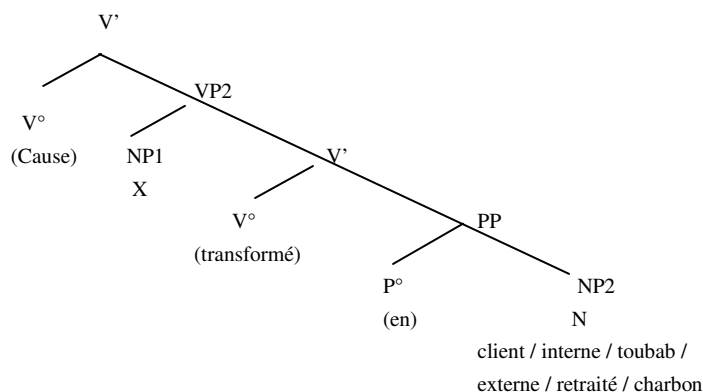 V’
VP2
V°
(Cause)
NP1
X
V’
V°
(transformé)
PP
P°
(en)
NP2
N
client / interne / toubab /
externe / retraité / charbon